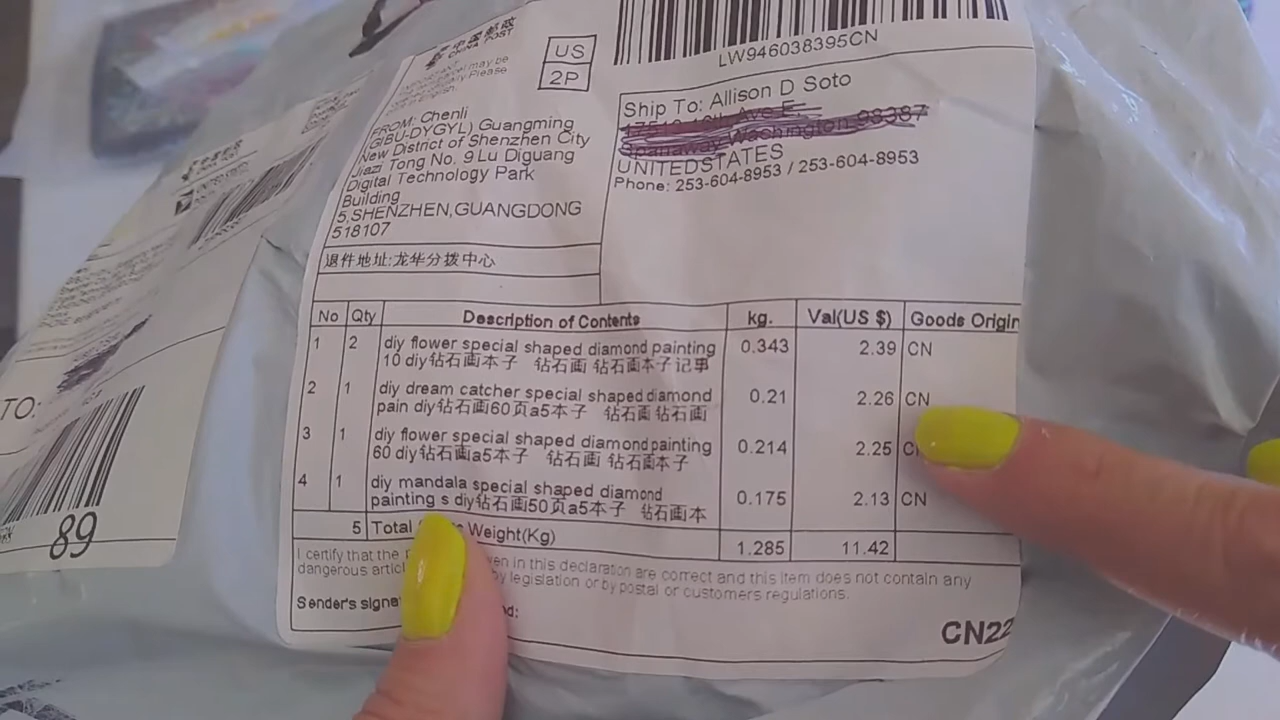 中国邮政
CHINA POST
US
2P
LW946038395CN
FROM: Chenli
G(BU-DYGYL) Guangming
New District of Shenzhen City
Jiazi Tong No. 9 Lu Diguang
Digital Technology Park
Building
5,SHENZHEN,GUANGDONG
518107
退件地址:龙华分拨中心
Ship To: Allison D Soto
UNITEDSTATES
Phone: 253-604-8953 / 253-604-8953
No Qty Description of Contents kg. Val(US $) Goods Origin
1 2 diy flower special shaped diamond painting 0.343 2.39 CN
10 diy钻石画本子 钻石画 钻石画本子记事
2 1 diy dream catcher special shaped diamond 0.21 2.26 CN
pain diy钻石画60页a5本子 钻石画钻石画
3 1 diy flower special shaped diamond painting 0.214 2.25
60 diy钻石画a5本子 钻石画 钻石画本子
4 1 diy mandala special shaped diamond 0.175 2.13 CN
painting s diy钻石画50页a5本子 钻石画本
5 Total Weight(Kg) 1.285 11.42
I certify that the in this declaration are correct and this item does not contain any
dangerous by legislation or by postal or customers regulations.
Sender's
CN22
TO:
89